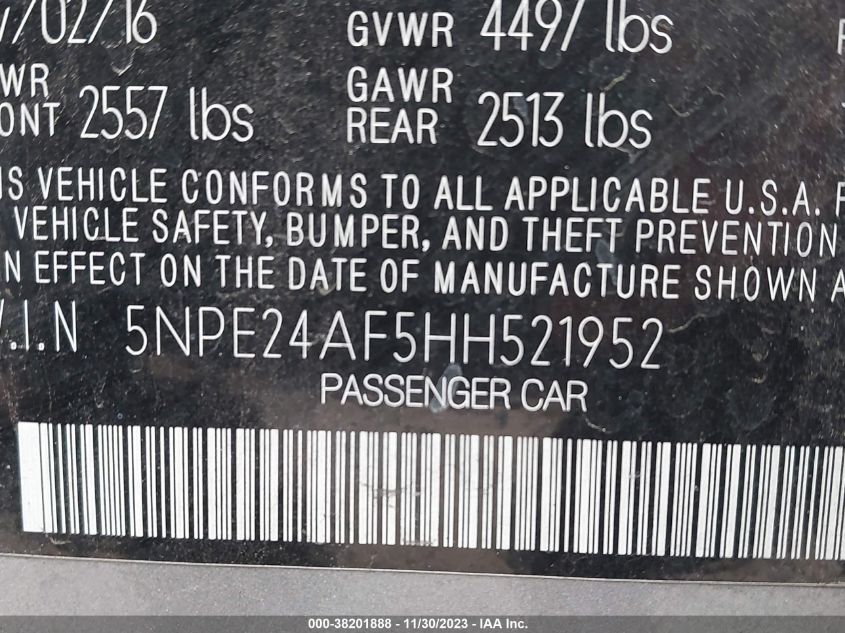 /02/16 GVWR 4497 lbs
WR GAWR
ONT 2557 lbs REAR 2513 lbs
IS VEHICLE CONFORMS TO ALL APPLICABLE U.S.A. F
VEHICLE SAFETY, BUMPER, AND THEFT PREVENTION
N EFFECT ON THE DATE OF MANUFACTURE SHOWN A
V.I.N 5NPE24AF5HH521952
PASSENGER CAR
000-38201888 - 11/30/2023 - IAA Inc.